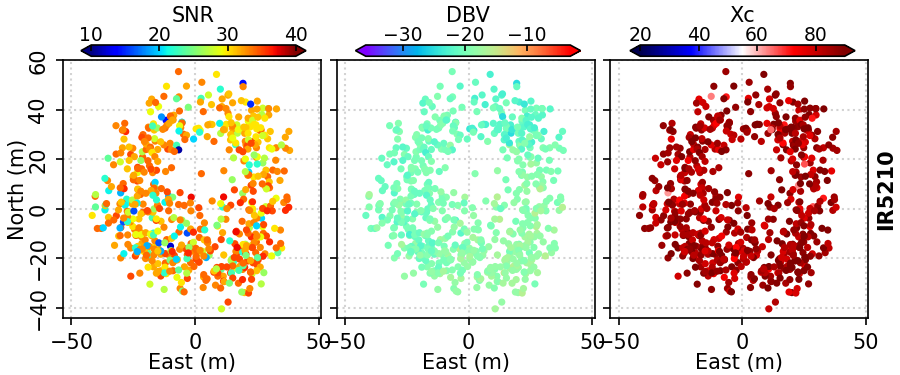 SNR DBV Xc
10 20 30 40 −30 −20 −10 20 40 60 80
60
40
20
0
−20
−40
North (m)
IR5210
−50 0 50 −50 0 50 −50 0 50
East (m) East (m) East (m)